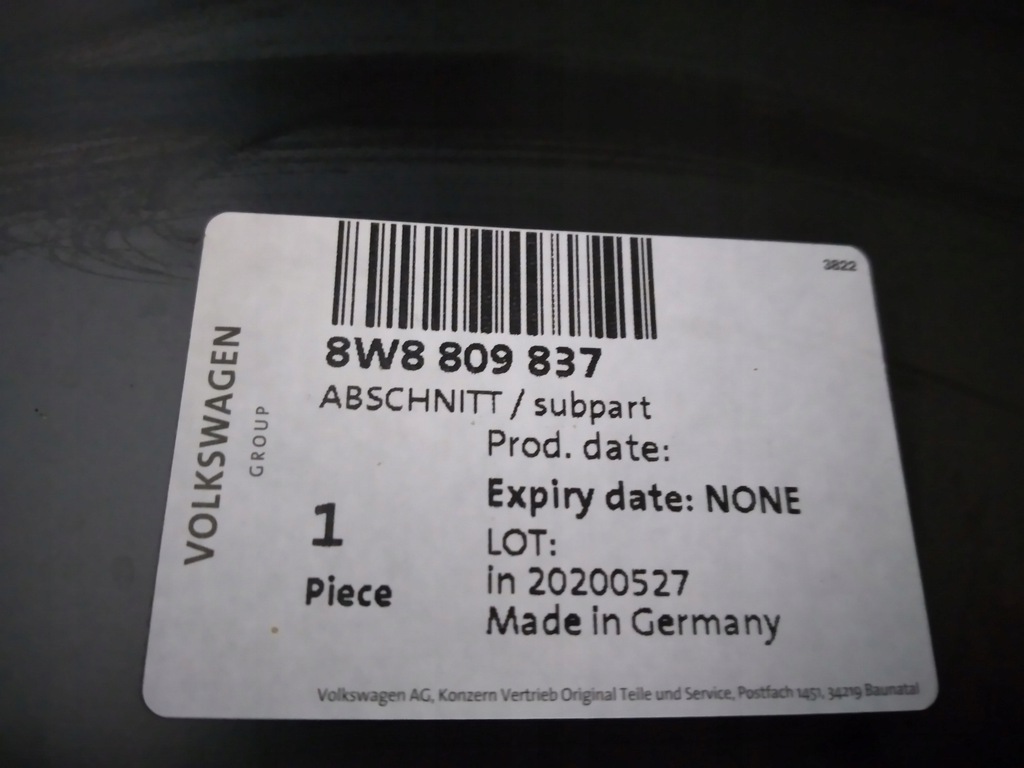 3822
8W8 809 837
ABSCHNITT / subpart
Prod. date:
Expiry date: NONE
LOT:
in 20200527
Made in Germany
1
Piece
VOLKSWAGEN
GROUP
Volkswagen AG, Konzern Vertrieb Original Teile und Service, Postfach 1451, 34219 Baunatal